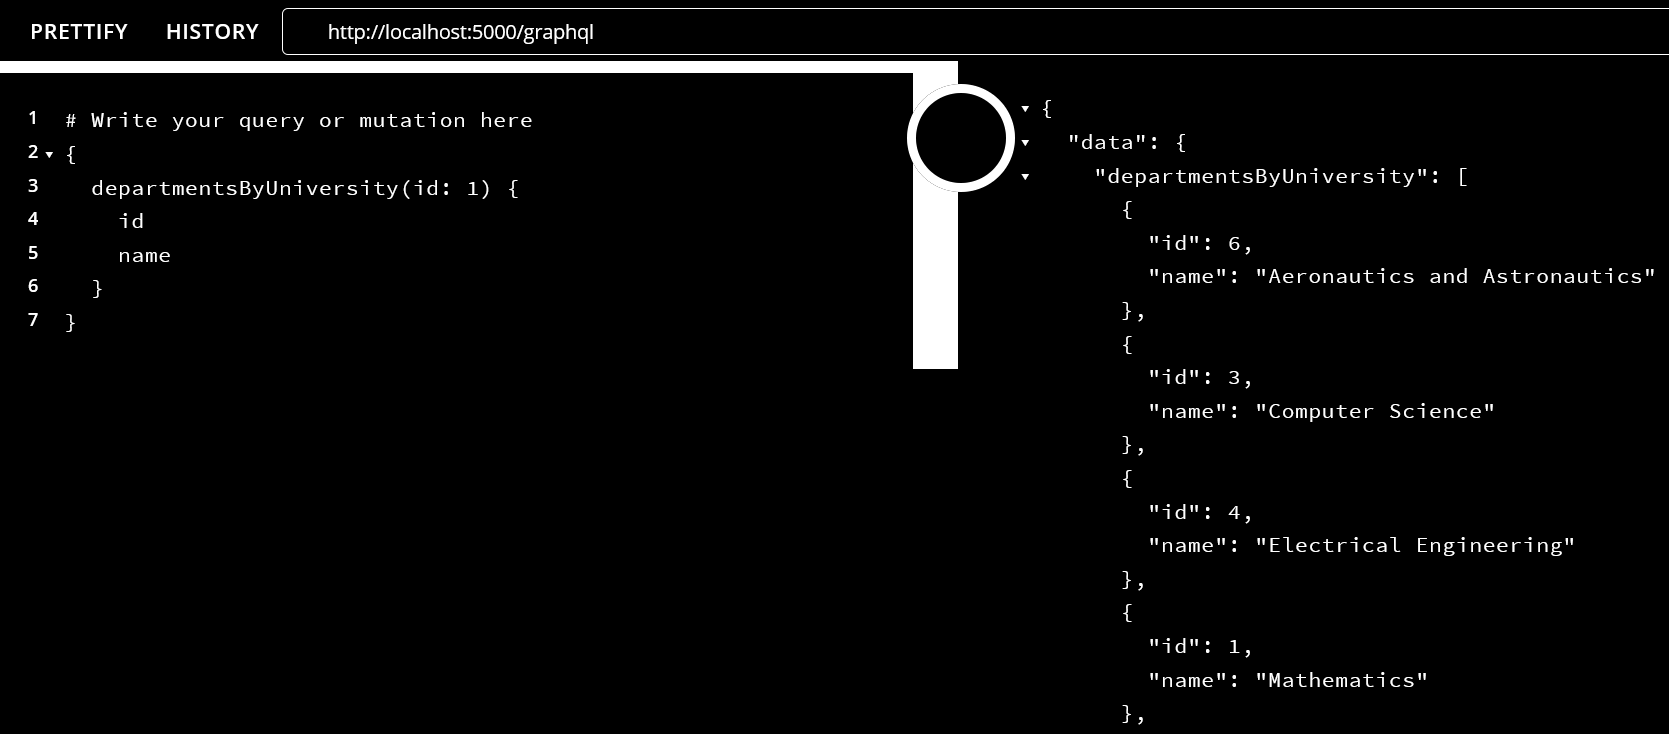 PRETTIFY HISTORY http://localhost:5000/graphql
1 # Write your query or mutation here
2 {
3 departmentsByUniversity(id: 1) {
4 id
5 name
6 }
7 }
{
"data": {
"departmentsByUniversity": [
{
"id": 6,
"name": "Aeronautics and Astronautics"
},
{
"id": 3,
"name": "Computer Science"
},
{
"id": 4,
"name": "Electrical Engineering"
},
{
"id": 1,
"name": "Mathematics"
},